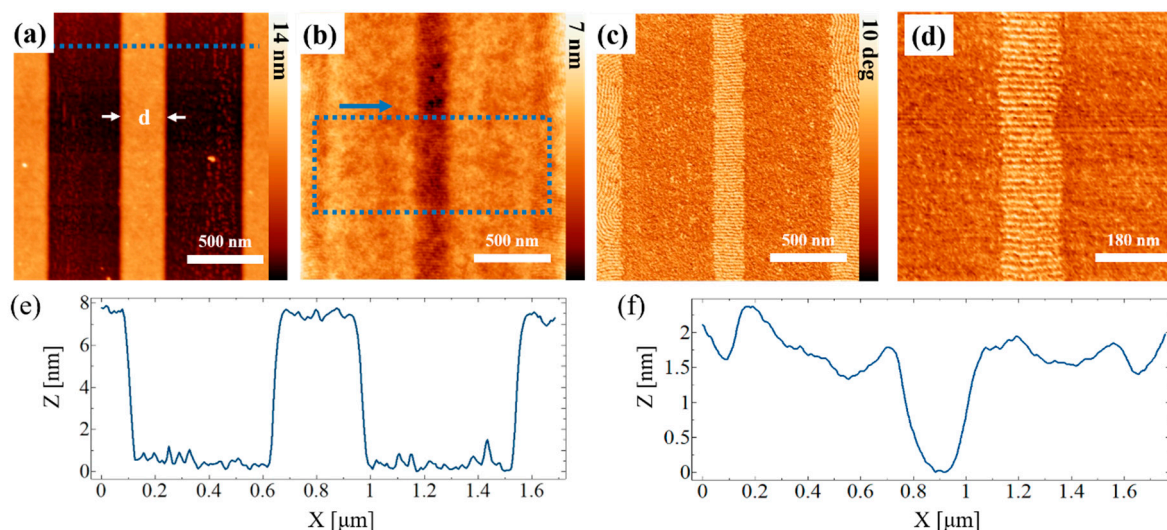 (a)
d
500 nm
14 nm
(b)
500 nm
7 nm
(c)
500 nm
10 deg
(d)
180 nm
(e)
8
6
4
2
0
Z [nm]
0 0.2 0.4 0.6 0.8 1 1.2 1.4 1.6
X [µm]
(f)
2
1.5
1
0.5
0
Z [nm]
0 0.2 0.4 0.6 0.8 1 1.2 1.4 1.6
X [µm]